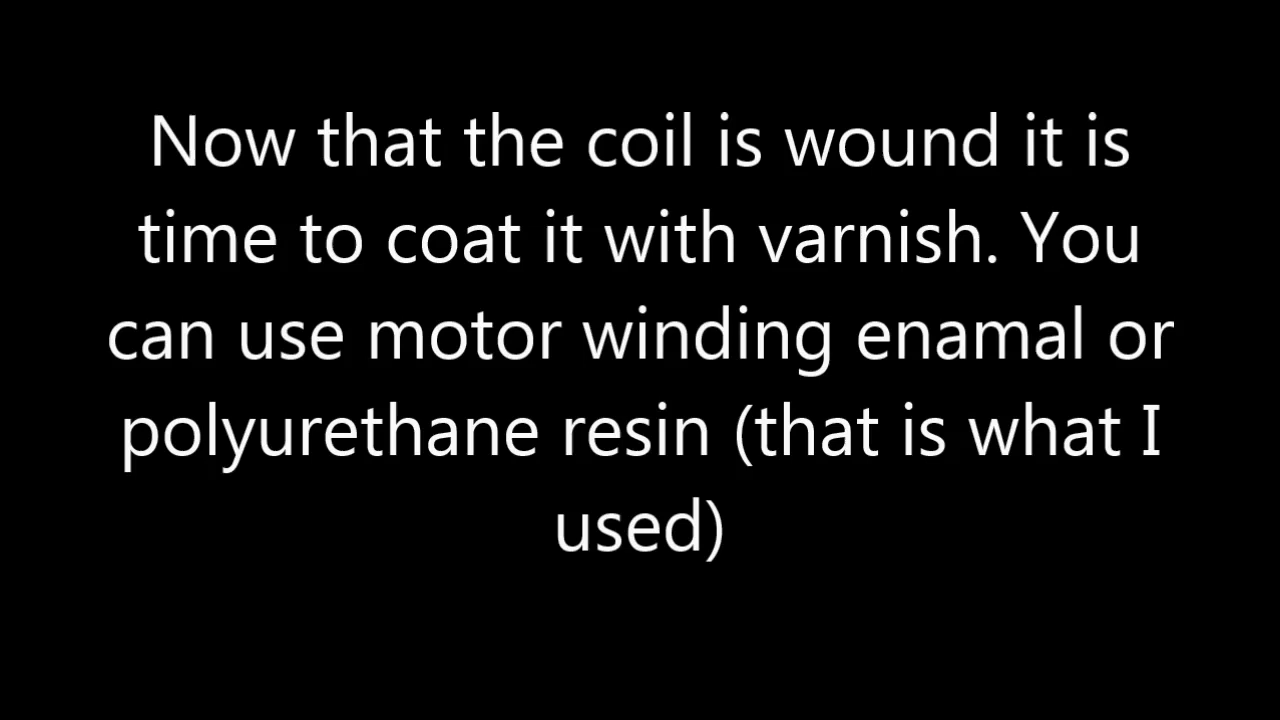 Now that the coil is wound it is
time to coat it with varnish. You
can use motor winding enamal or
polyurethane resin (that is what I
used)